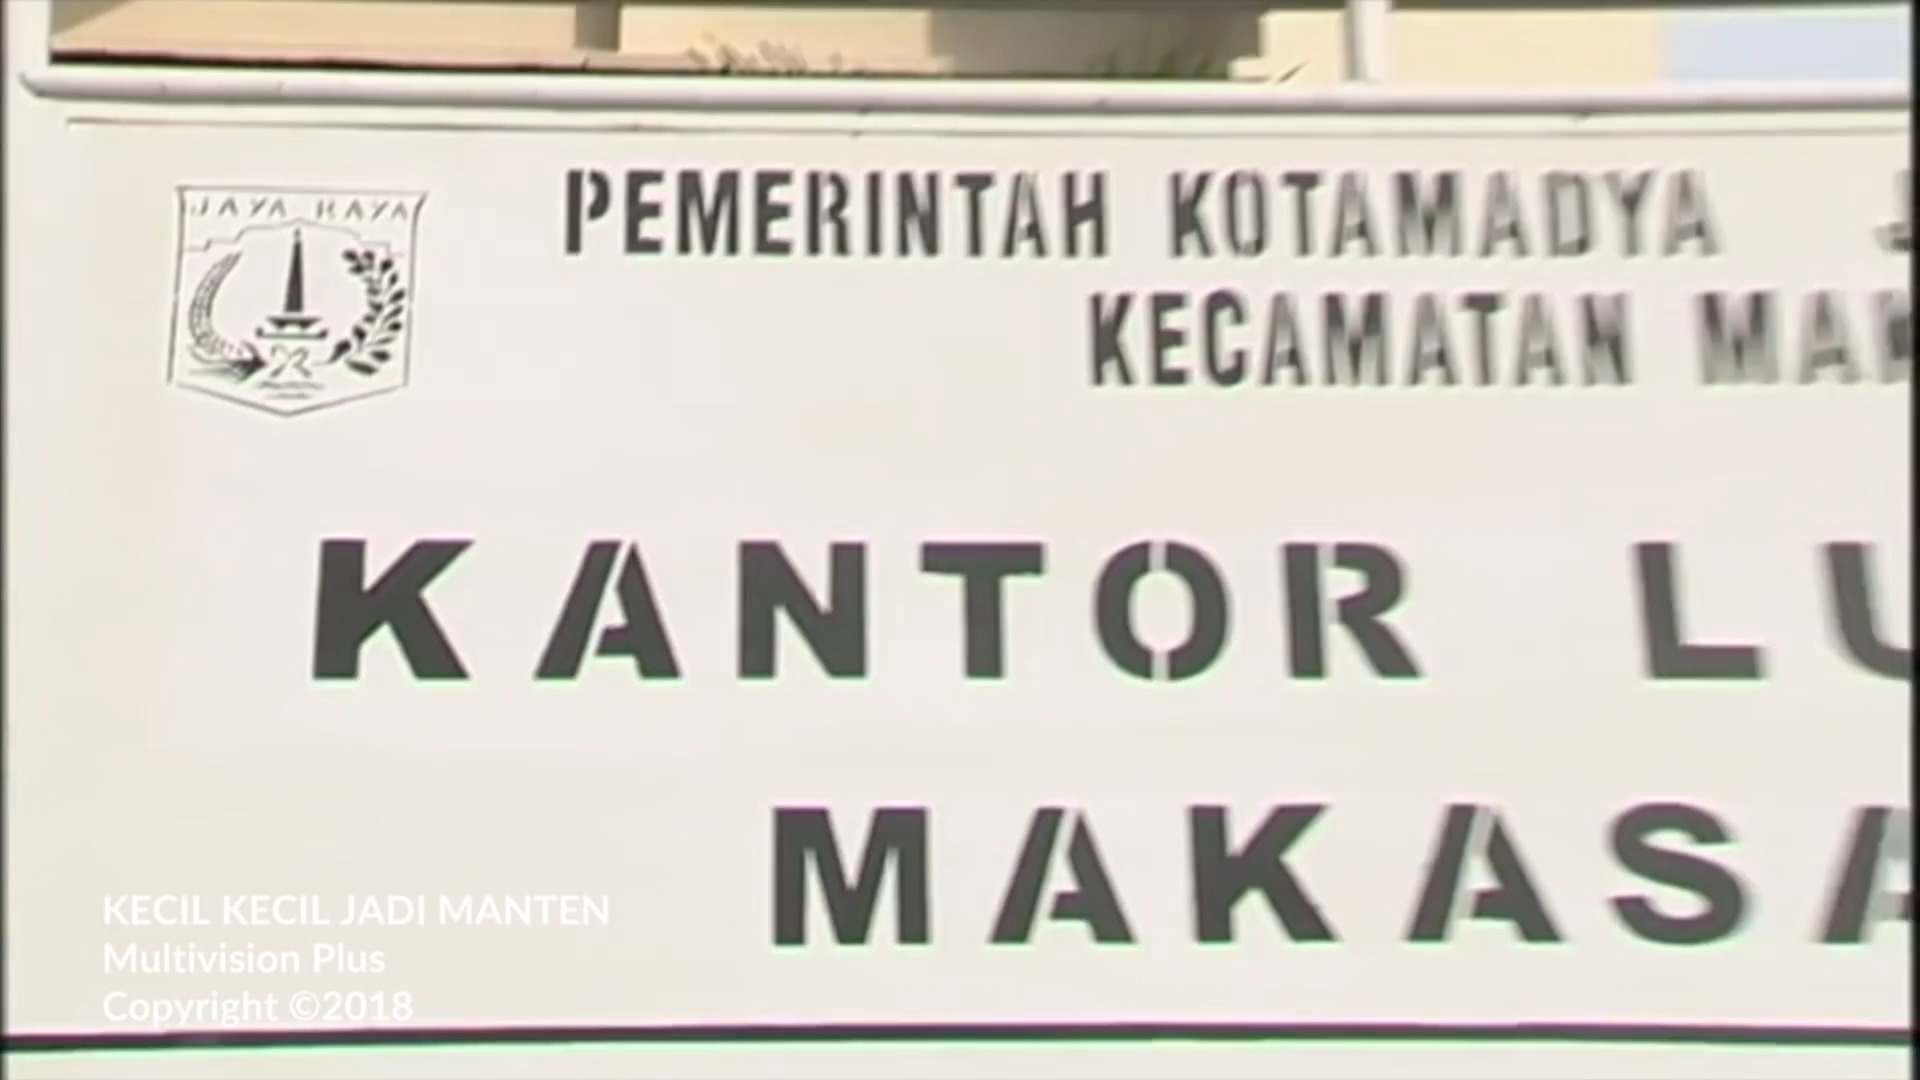 JAYA RAYA
PEMERINTAH KOTAMADYA
KECAMATAN
KANTOR
MAKASA
KECIL KECIL JADI MANTEN
Multivision Plus
Copyright ©2018